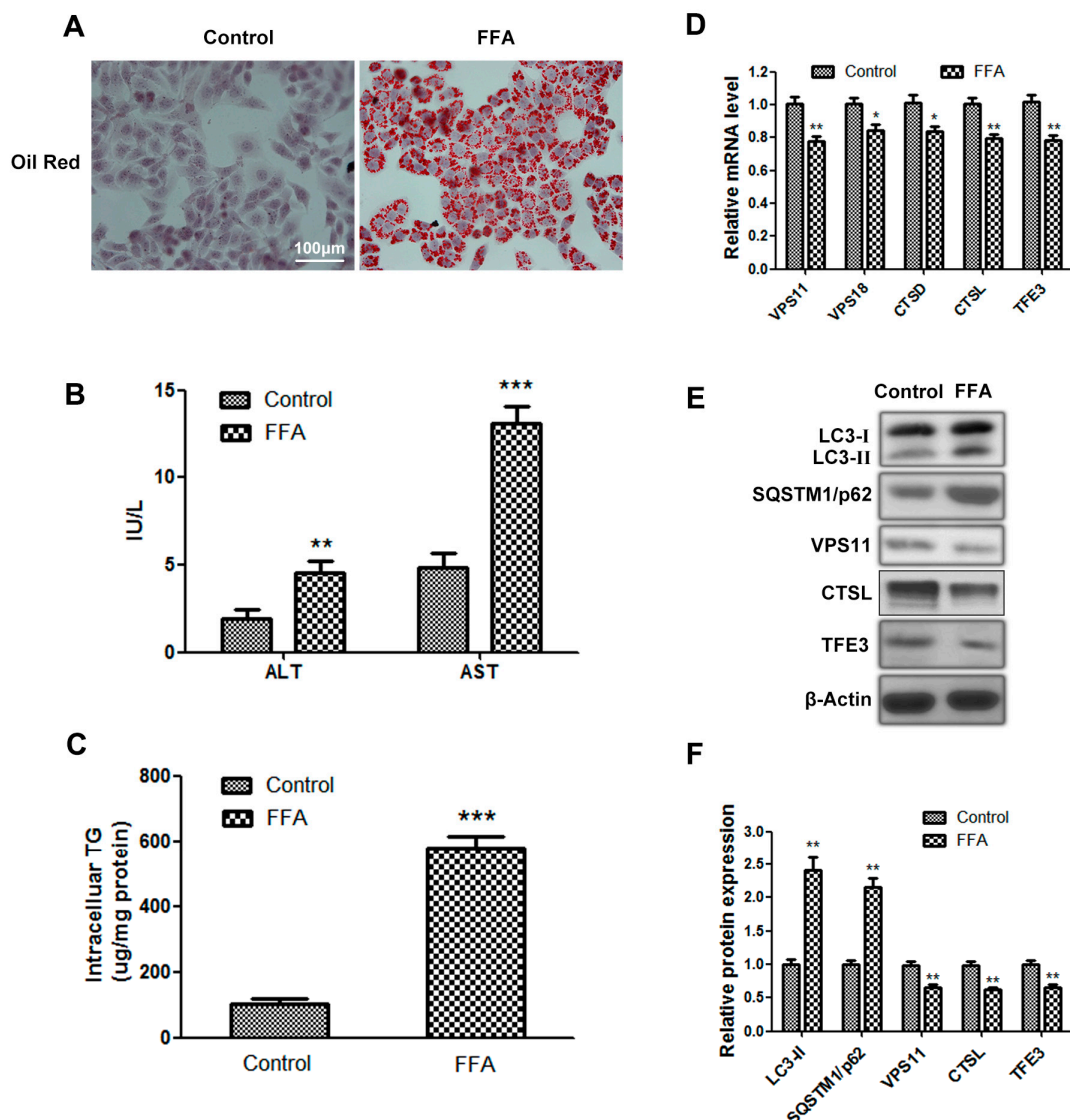 A
Control
FFA
Oil Red
100μm
B
15
10
5
0
IU/L
Control
FFA
**
***
ALT
AST
C
800
600
400
200
0
Intracelluar TG
(ug/mg protein)
Control
FFA
***
Control
FFA
D
Control
FFA
1.2
1.0
0.8
0.6
0.4
0.2
0.0
Relative mRNA level
**
*
*
**
**
VPS11
VPS18
CTSD
CTSL
TFE3
E
Control FFA
LC3-I
LC3-II
SQSTM1/p62
VPS11
CTSL
TFE3
β-Actin
F
Control
FFA
3.0
2.5
2.0
1.0
0.5
0.0
Relative protein expression
**
**
**
**
**
LC3-II
SQSTM1/p62
VPS11
CTSL
TFE3